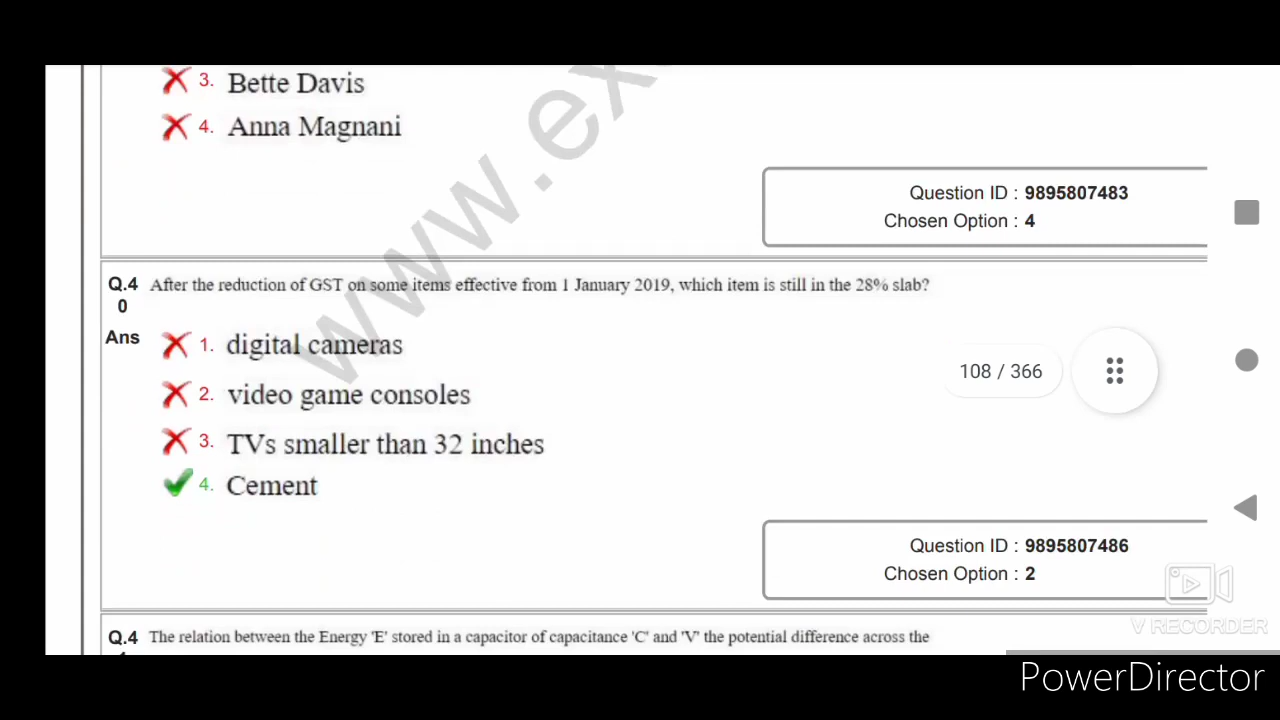 3. Bette Davis
4. Anna Magnani
www.ex
Question ID : 9895807483
Chosen Option : 4
Q.4 After the reduction of GST on some items effective from 1 January 2019, which item is still in the 28% slab?
0
Ans
1. digital cameras
2. video game consoles
3. TVs smaller than 32 inches
4. Cement
108 / 366
Question ID : 9895807486
Chosen Option : 2
V RECORDER
Q.4 The relation between the Energy 'E' stored in a capacitor of capacitance 'C' and 'V' the potential difference across the
PowerDirector